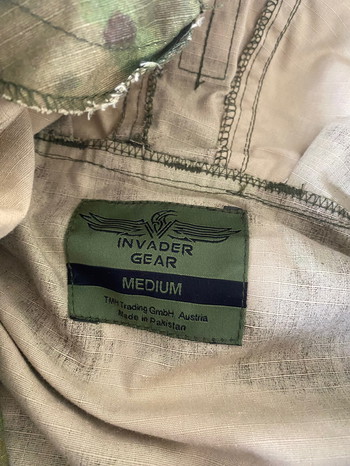 INVADER
GEAR
MEDIUM
TMH Trading GmbH, Austria
Made in Pakistan